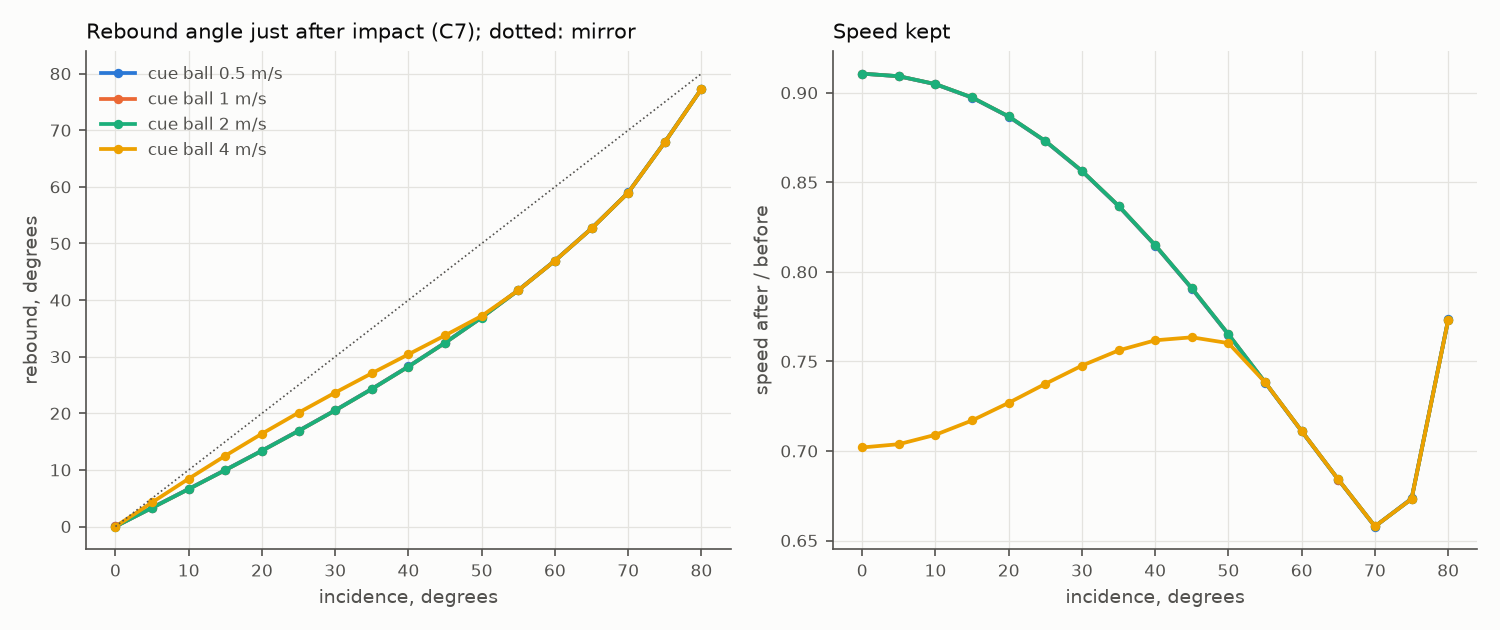 Rebound angle just after impact (C7); dotted: mirror
cue ball 0.5 m/s
cue ball 1 m/s
cue ball 2 m/s
cue ball 4 m/s
80
70
60
50
40
30
20
10
0
rebound, degrees
0 10 20 30 40 50 60 70 80
incidence, degrees
Speed kept
0.90
0.85
0.80
0.75
0.70
0.65
speed after / before
0 10 20 30 40 50 60 70 80
incidence, degrees